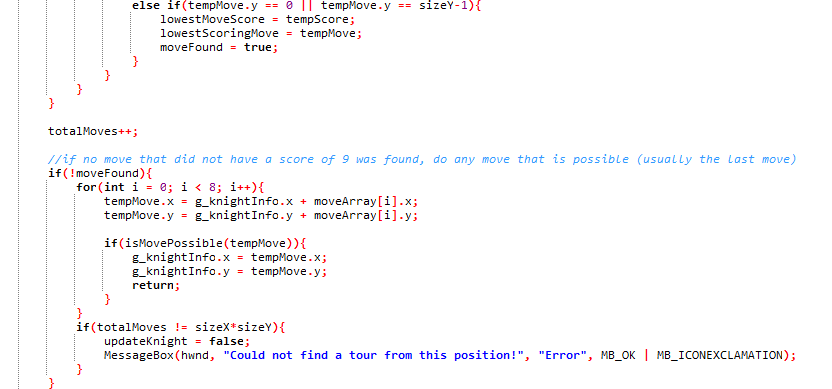 else if(tempMove.y == 0 || tempMove.y == sizeY-1){
lowestMoveScore = tempScore;
lowestScoringMove = tempMove;
moveFound = true;
}
}
}
}
totalMoves++;
//if no move that did not have a score of 9 was found, do any move that is possible (usually the last move)
if(!moveFound){
for(int i = 0; i < 8; i++){
tempMove.x = g_knightInfo.x + moveArray[i].x;
tempMove.y = g_knightInfo.y + moveArray[i].y;
if(isMovePossible(tempMove)){
g_knightInfo.x = tempMove.x;
g_knightInfo.y = tempMove.y;
return;
}
}
if(totalMoves != sizeX*sizeY){
updateKnight = false;
MessageBox(hwnd, "Could not find a tour from this position!", "Error", MB_OK | MB_ICONEXCLAMATION);
}
}